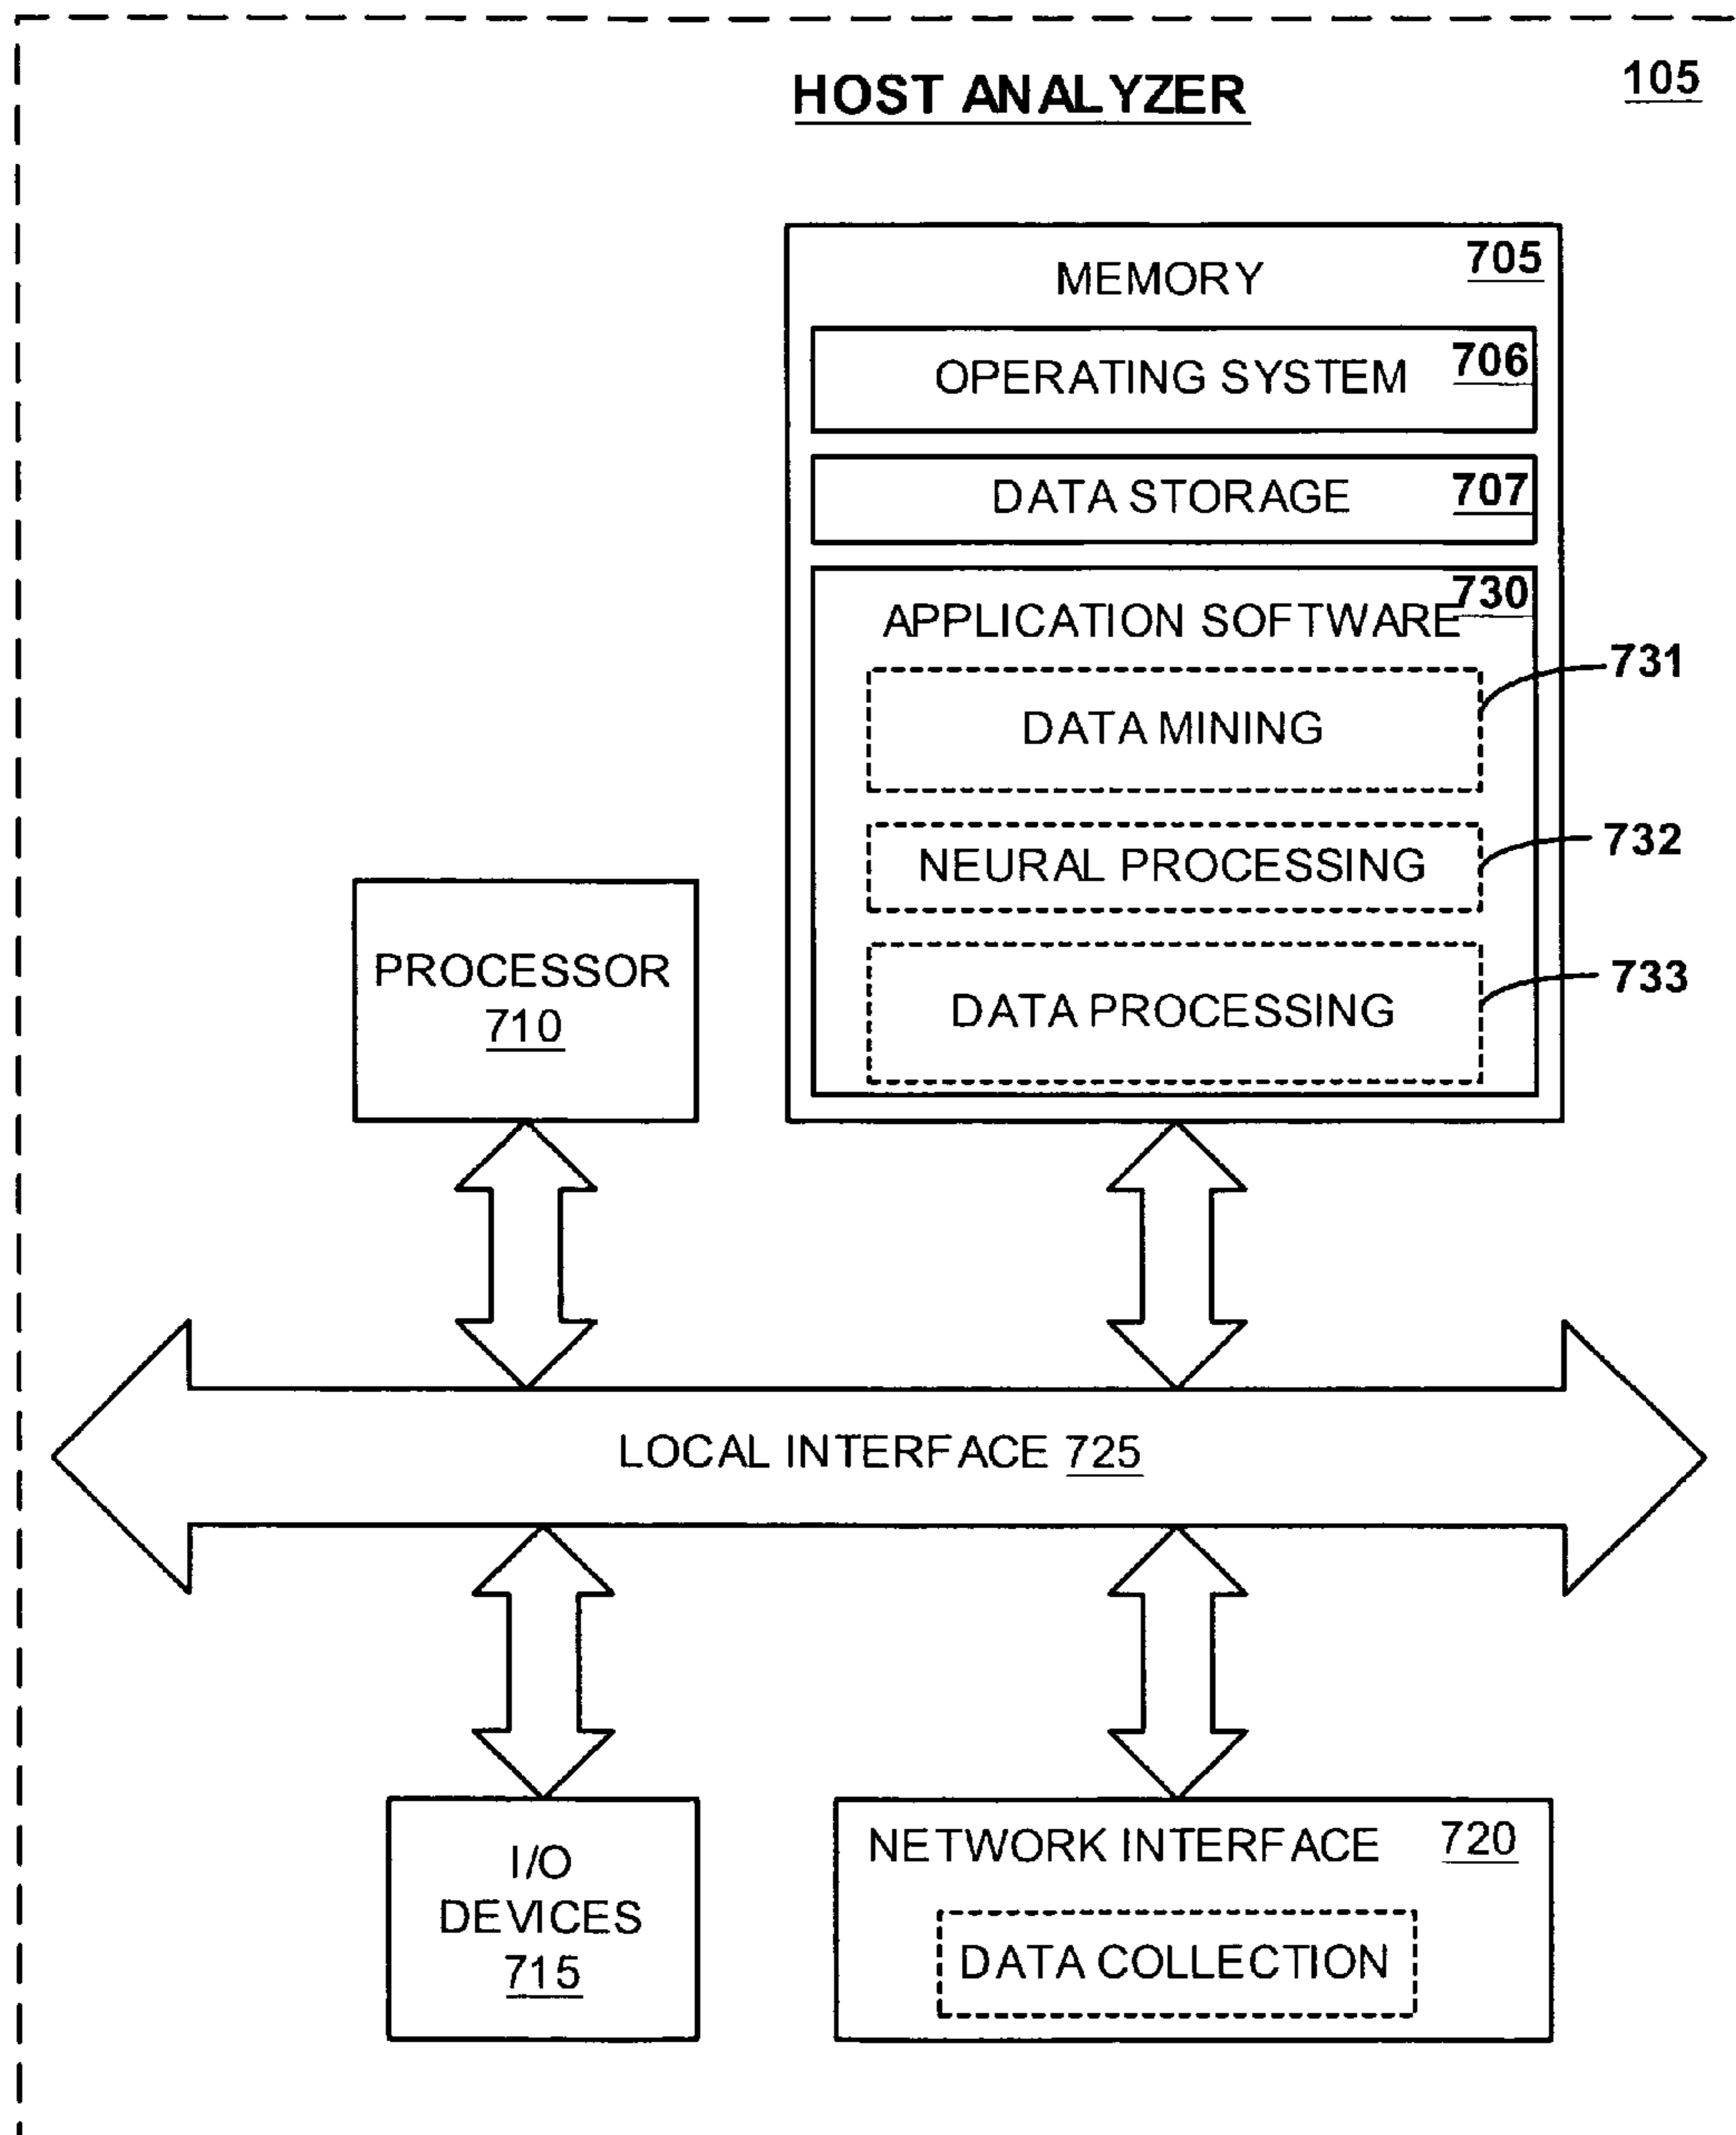 HOST ANALYZER
105
MEMORY
705
OPERATING SYSTEM
706
DATA STORAGE
707
APPLICATION SOFTWARE
730
DATA MINING
731
NEURAL PROCESSING
732
DATA PROCESSING
733
PROCESSOR
710
LOCAL INTERFACE 725
I/O
DEVICES
715
NETWORK INTERFACE
720
DATA COLLECTION